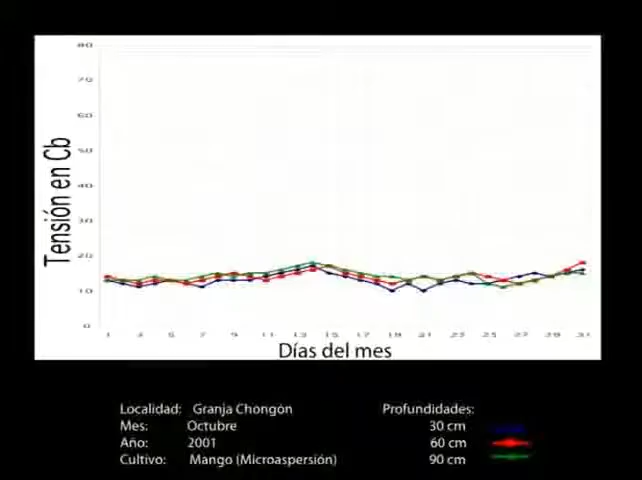 80
70
60
50
40
30
20
10
0
1 3 5 7 9 11 13 15 17 19 21 23 25 27 29 31
Tensión en Cb
Días del mes
Localidad: Granja Chongón
Mes: Octubre
Año: 2001
Cultivo: Mango (Microaspersión)
Profundidades:
30 cm
60 cm
90 cm